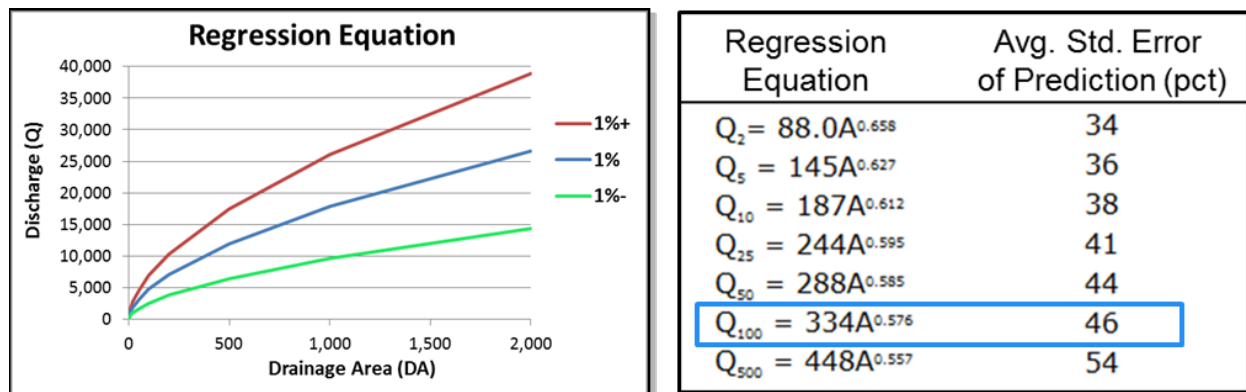 Regression Equation
40,000
35,000
30,000
25,000
20,000
15,000
10,000
5,000
0
Discharge (Q)
0 500 1,000 1,500 2,000
Drainage Area (DA)
1%+
1%
1%-
Regression Avg. Std. Error
Equation of Prediction (pct)
Q₂= 88.0A⁰·⁶⁵⁸ 34
Q₅ = 145A⁰·⁶²⁷ 36
Q₁₀ = 187A⁰·⁶¹² 38
Q₂₅ = 244A⁰·⁵⁹⁵ 41
Q₅₀ = 288A⁰·⁵⁸⁵ 44
Q₁₀₀ = 334A⁰·⁵⁷⁶ 46
Q₅₀₀ = 448A⁰·⁵⁵⁷ 54